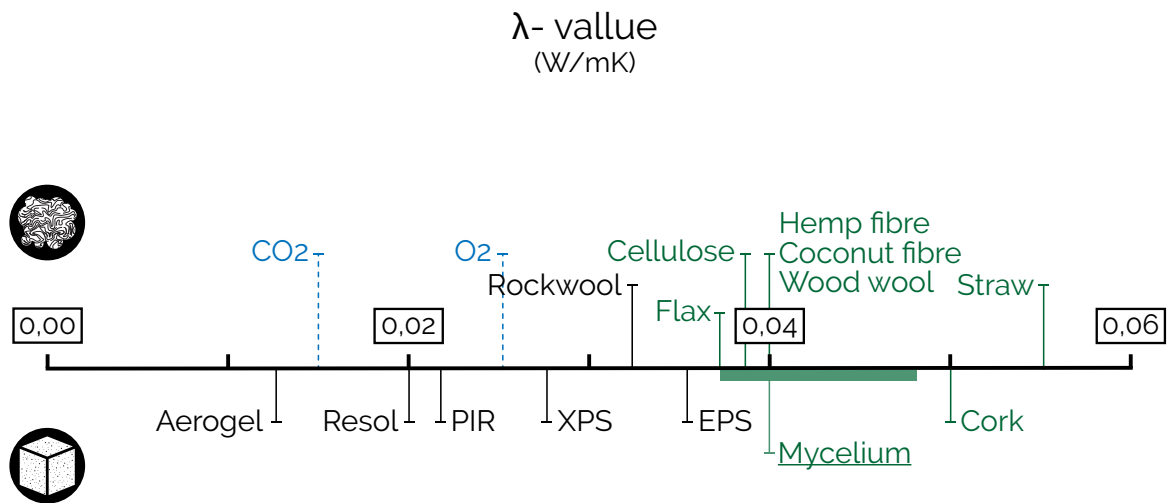 λ- vallue
(W/mK)
Hemp fibre
CO2
O2
Cellulose
Coconut fibre
Wood wool
Rockwool
Straw
Flax
0,00
0,02
0,04
0,06
Aerogel
Resol
PIR
XPS
EPS
Cork
Mycelium